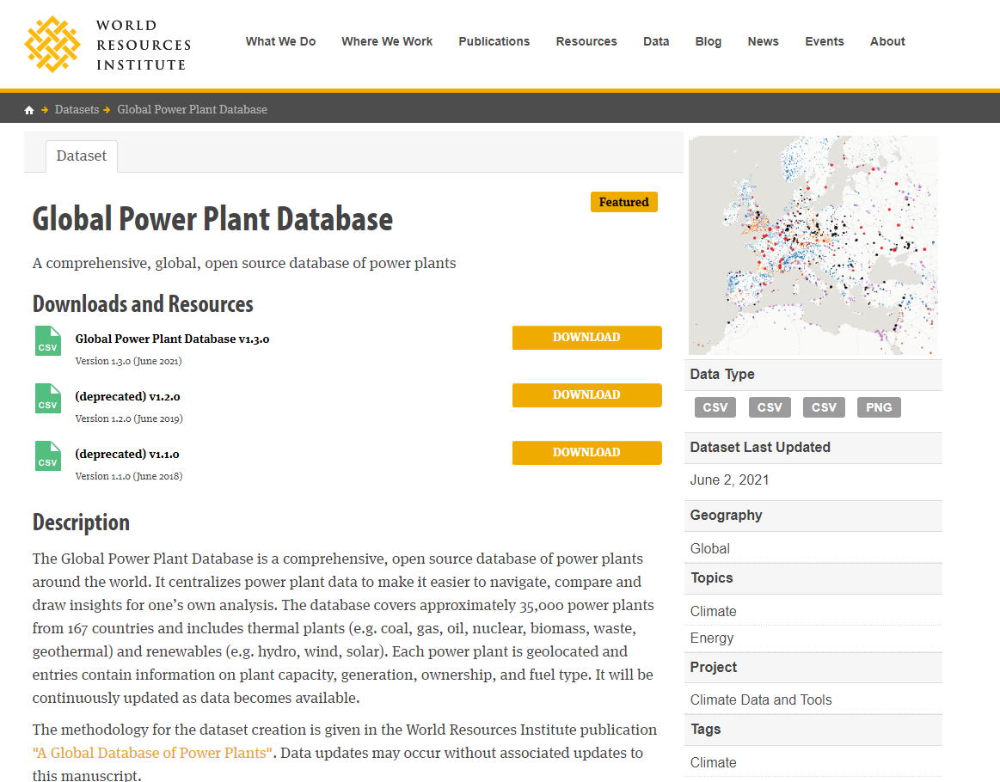 WORLD
RESOURCES
INSTITUTE
What We Do
Where We Work
Publications
Resources
Data
Blog
News
Events
About
Datasets
Global Power Plant Database
Dataset
Featured
Global Power Plant Database
A comprehensive, global, open source database of power plants
Downloads and Resources
CSV
Global Power Plant Database v1.3.0
DOWNLOAD
Version 1.3.0 (June 2021)
CSV
(deprecated) v1.2.0
DOWNLOAD
Version 1.2.0 (June 2019)
CSV
(deprecated) v1.1.0
DOWNLOAD
Version 1.1.0 (June 2018)
Description
The Global Power Plant Database is a comprehensive, open source database of power plants
around the world. It centralizes power plant data to make it easier to navigate, compare and
draw insights for one’s own analysis. The database covers approximately 35,000 power plants
from 167 countries and includes thermal plants (e.g. coal, gas, oil, nuclear, biomass, waste,
geothermal) and renewables (e.g. hydro, wind, solar). Each power plant is geolocated and
entries contain information on plant capacity, generation, ownership, and fuel type. It will be
continuously updated as data becomes available.
The methodology for the dataset creation is given in the World Resources Institute publication
"A Global Database of Power Plants". Data updates may occur without associated updates to
this manuscript.
Data Type
CSV
CSV
CSV
PNG
Dataset Last Updated
June 2, 2021
Geography
Global
Topics
Climate
Energy
Project
Climate Data and Tools
Tags
Climate